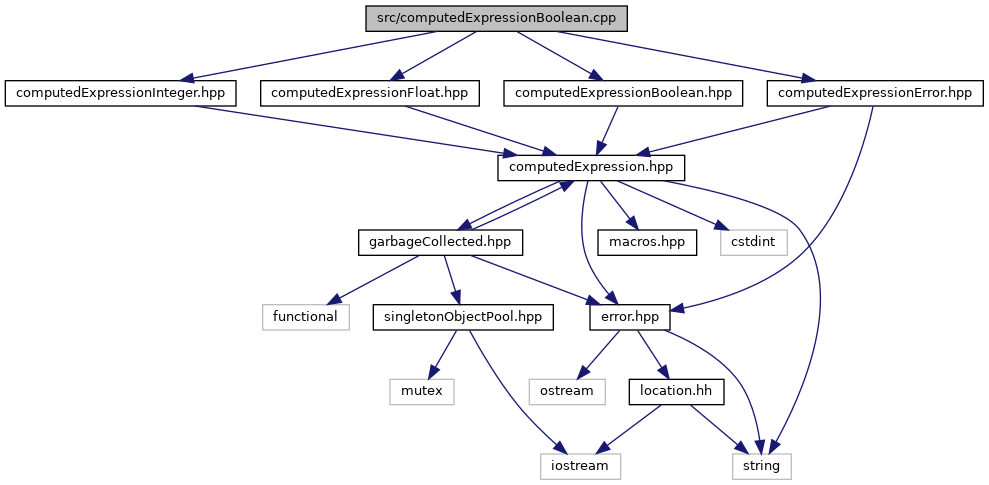 src/computedExpressionBoolean.cpp
computedExpressionInteger.hpp
computedExpressionFloat.hpp
computedExpressionBoolean.hpp
computedExpressionError.hpp
computedExpression.hpp
garbageCollected.hpp
macros.hpp
cstdint
functional
singletonObjectPool.hpp
error.hpp
mutex
ostream
location.hh
iostream
string